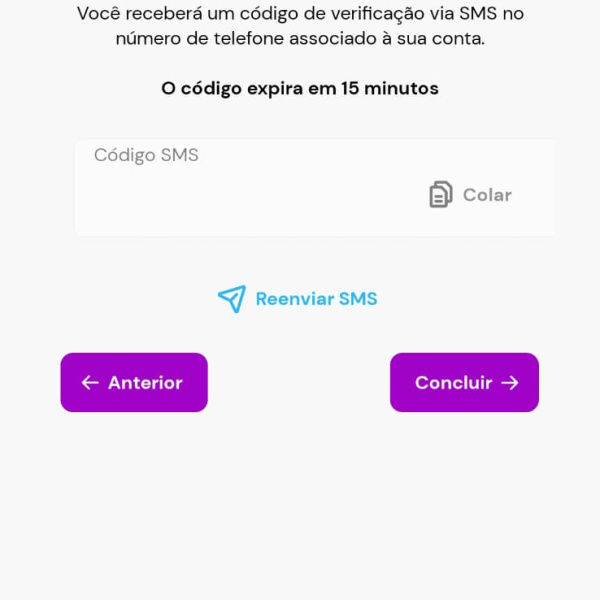 Você receberá um código de verificação via SMS no
número de telefone associado à sua conta.
O código expira em 15 minutos
Código SMS
Colar
Reenviar SMS
Anterior
Concluir